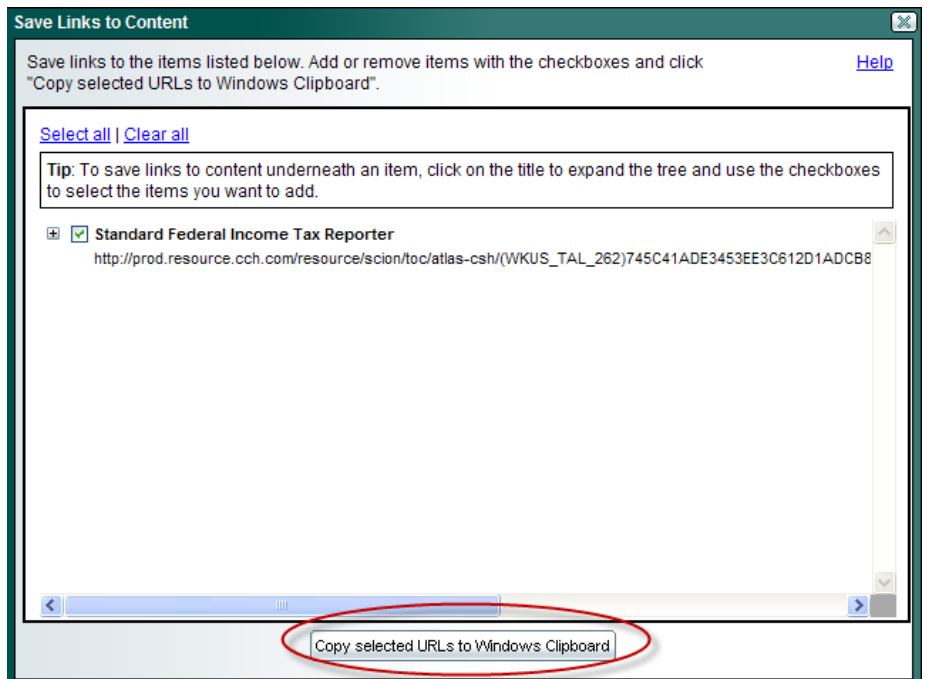 Save Links to Content
Save links to the items listed below. Add or remove items with the checkboxes and click
"Copy selected URLs to Windows Clipboard".
Help
Select all | Clear all
Tip: To save links to content underneath an item, click on the title to expand the tree and use the checkboxes
to select the items you want to add.
Standard Federal Income Tax Reporter
http://prod.resource.cch.com/resource/scion/toc/atlas-csh/(WKUS_TAL_262)745C41ADE3453EE3C612D1ADCB8
Copy selected URLs to Windows Clipboard